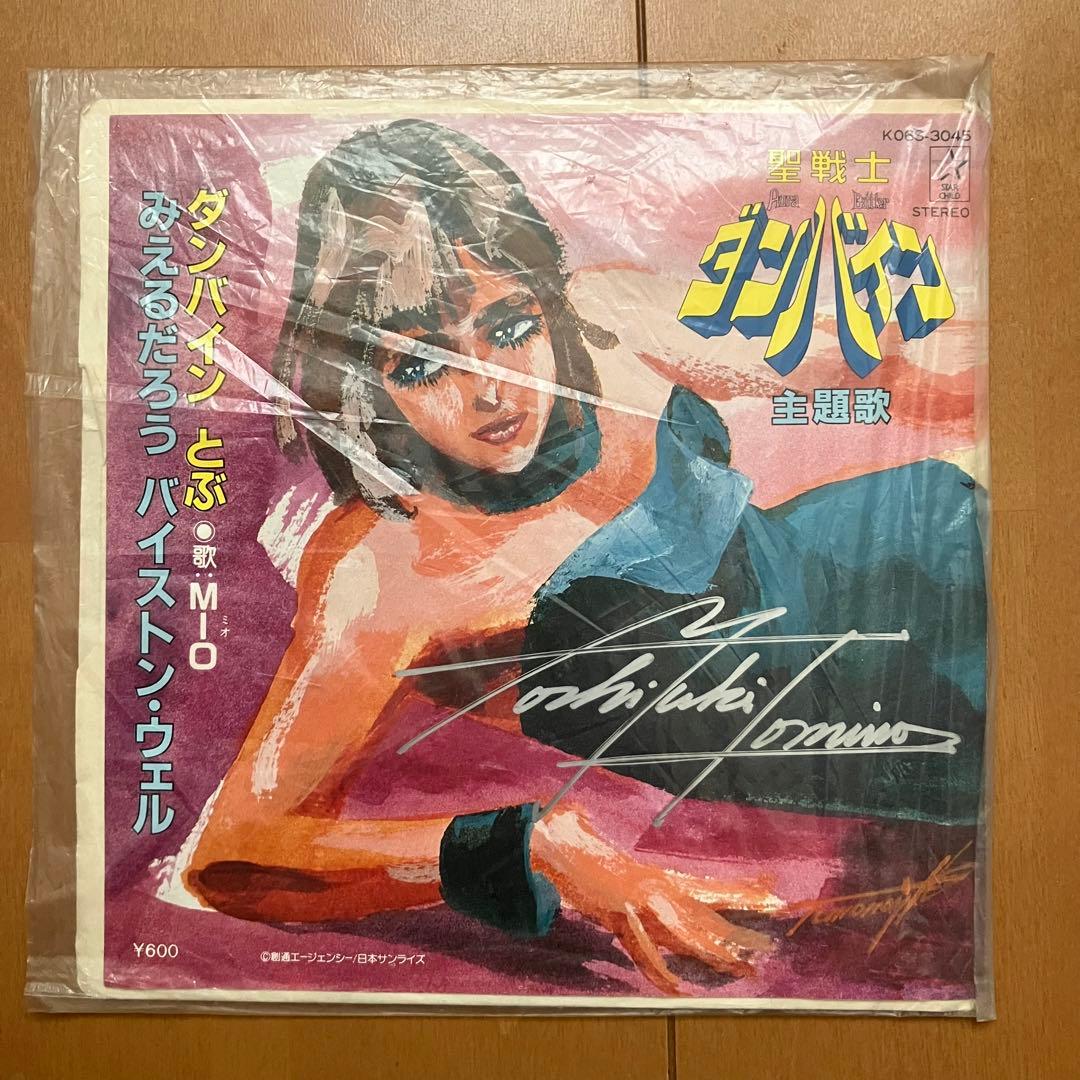 K06S-3045
聖戦士
Aura Battler
ダンバイン
STAR
CHILD
STEREO
主題歌
ダンバイン とぶ●歌:MIO
ミオ
みえるだろう バイストン・ウェル
Yoshiyuki Tomino
¥600
©創通エージェンシー/日本サンライズ